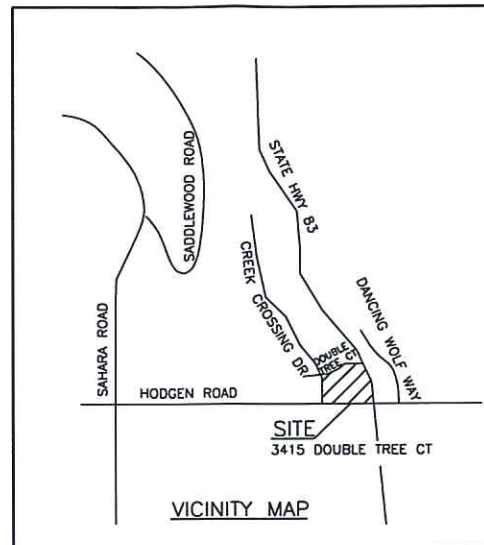 SADDLEWOOD ROAD
STATE HWY 83
CREEK CROSSING DR
DANCING WOLF WAY
DOUBLE
TREE CT
SAHARA ROAD
HODGEN ROAD
SITE
3415 DOUBLE TREE CT
VICINITY MAP